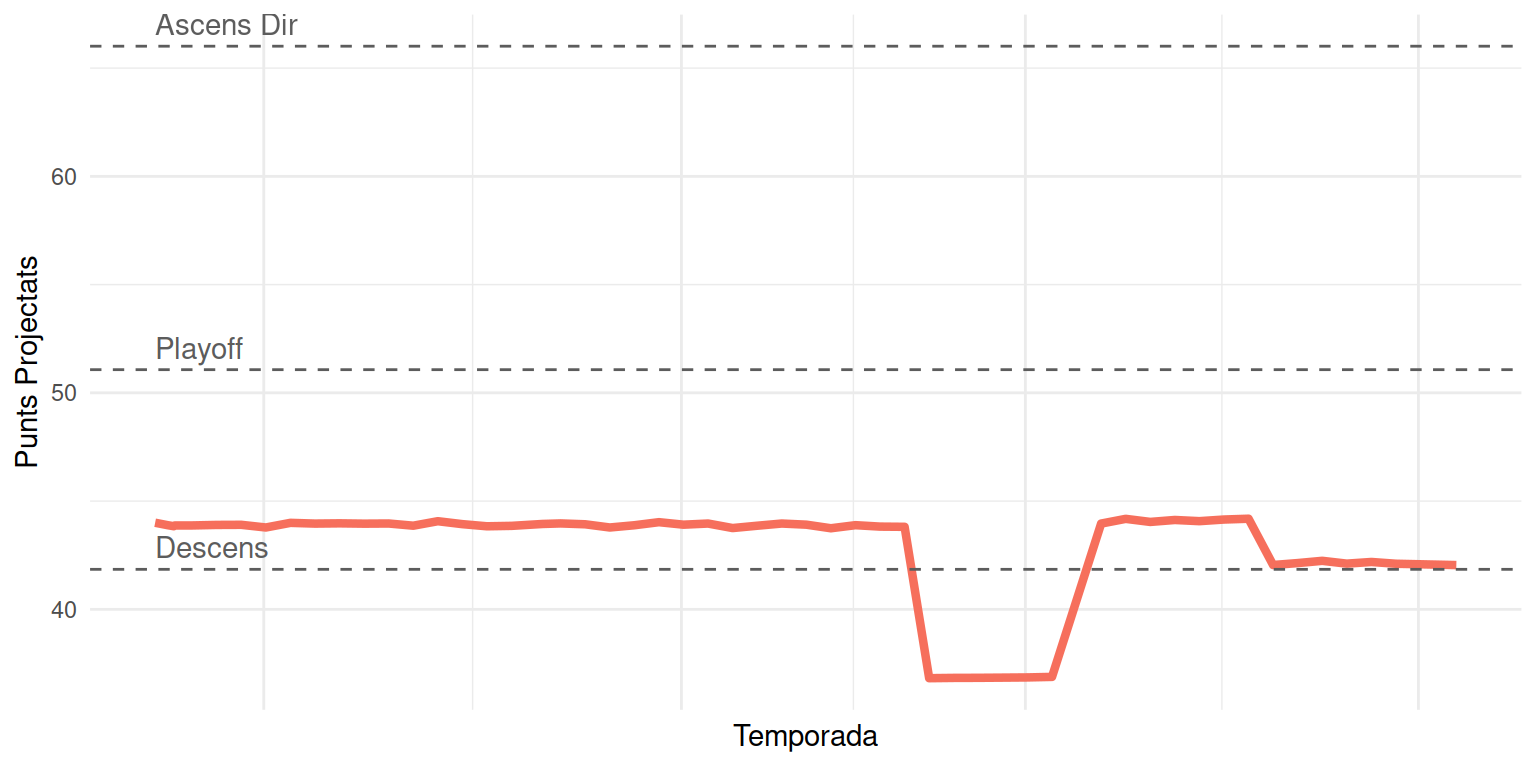 Ascens Dir
60
Playoff
50
Descens
40
Punts Projectats
Temporada